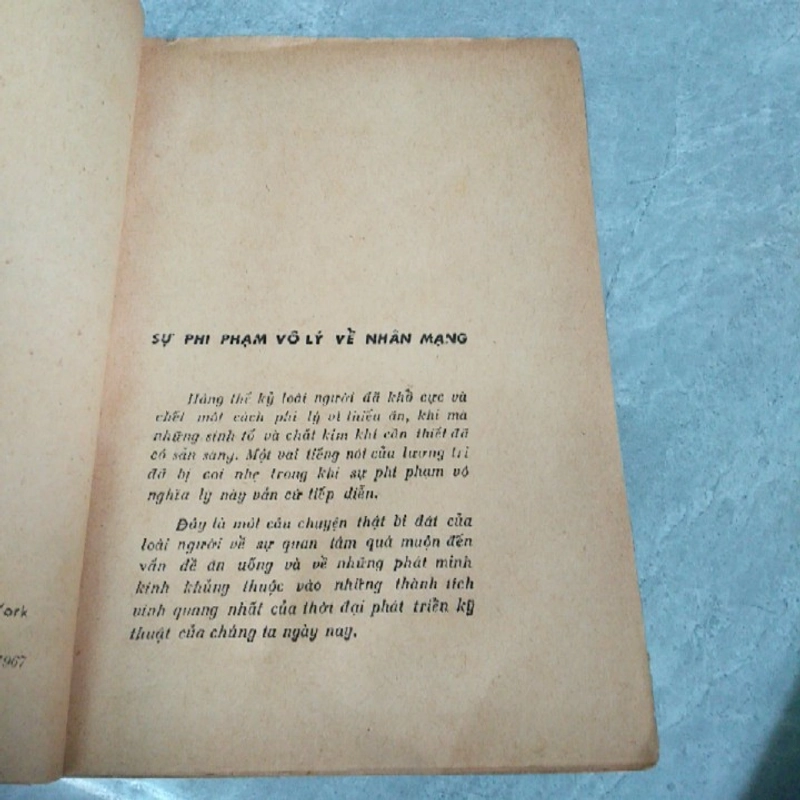 SỰ PHI PHẠM VÔ LÝ VỀ NHÂN MẠNG
Hàng thế kỷ loài người đã khổ cực và
chết một cách phi lý vì thiếu ăn, khi mà
những sinh tố và chất kim khí cần thiết đã
có sẵn sàng. Một vài tiếng nói của lương tri
đã bị coi nhẹ trong khi sự phí phạm vô
nghĩa lý này vẫn cứ tiếp diễn.
Đây là một câu chuyện thật bi đát của
loài người về sự quan tâm quá muộn đến
vấn đề ăn uống và về những phát minh
kinh khủng thuộc vào những thành tích
vinh quang nhất của thời đại phát triển kỹ
thuật của chúng ta ngày nay.
York
1967